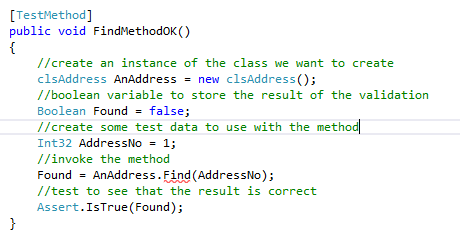 [TestMethod]
public void FindMethodOK()
{
    //create an instance of the class we want to create
    clsAddress AnAddress = new clsAddress();
    //boolean variable to store the result of the validation
    Boolean Found = false;
    //create some test data to use with the method
    Int32 AddressNo = 1;
    //invoke the method
    Found = AnAddress.Find(AddressNo);
    //test to see that the result is correct
    Assert.IsTrue(Found);
}